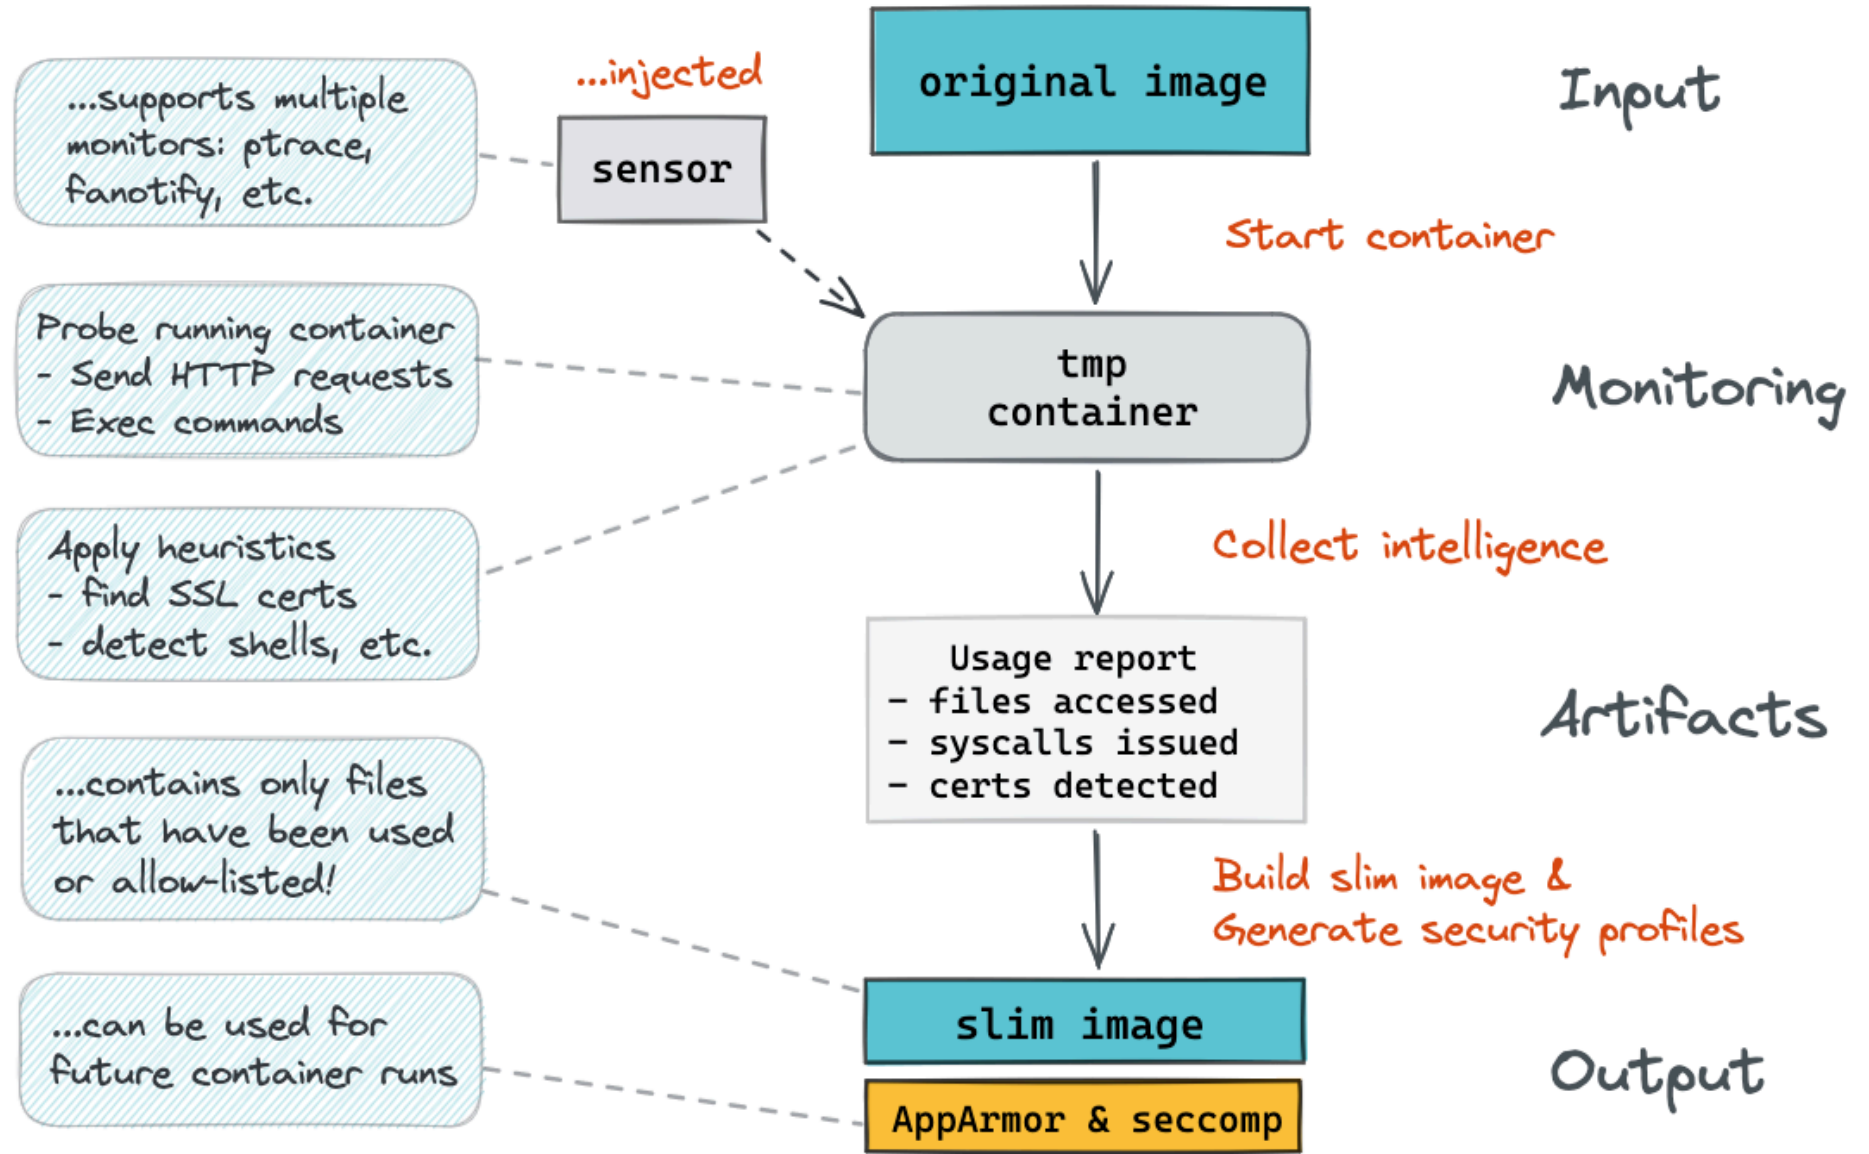 original image
Input
...injected
sensor
...supports multiple
monitors: ptrace,
fanotify, etc.
Start container
tmp
container
Monitoring
Probe running container
- Send HTTP requests
- Exec commands
Collect intelligence
Apply heuristics
- find SSL certs
- detect shells, etc.
Usage report
- files accessed
- syscalls issued
- certs detected
Artifacts
...contains only files
that have been used
or allow-listed!
Build slim image &
Generate security profiles
slim image
Output
...can be used for
future container runs
AppArmor & seccomp